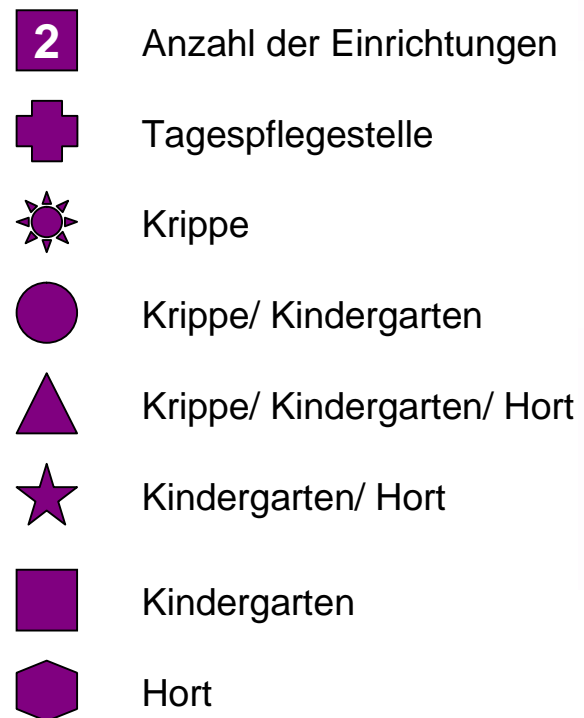 2 Anzahl der Einrichtungen
Tagespflegestelle
Krippe
Krippe/ Kindergarten
Krippe/ Kindergarten/ Hort
Kindergarten/ Hort
Kindergarten
Hort